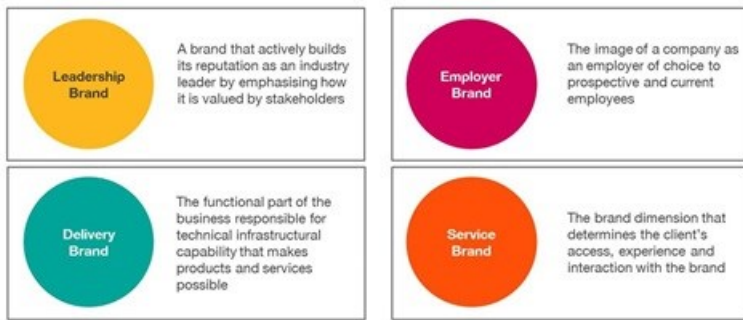 Leadership
Brand
A brand that actively builds
its reputation as an industry
leader by emphasising how
it is valued by stakeholders
Employer
Brand
The image of a company as
an employer of choice to
prospective and current
employees
Delivery
Brand
The functional part of the
business responsible for
technical infrastructural
capability that makes
products and services
possible
Service
Brand
The brand dimension that
determines the client's
access, experience and
interaction with the brand